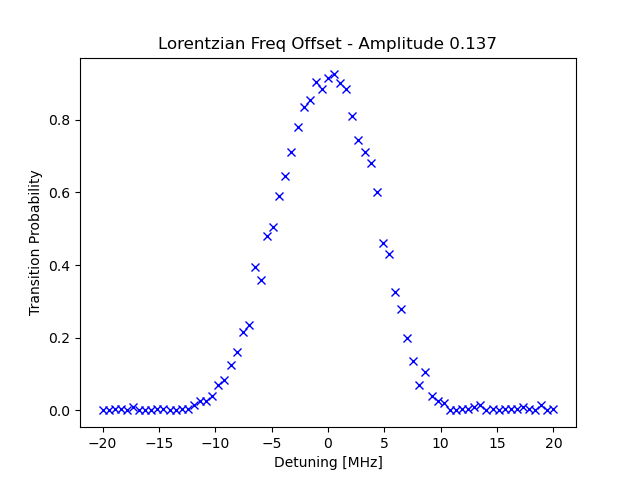 Lorentzian Freq Offset - Amplitude 0.137
Transition Probability
0.8
0.6
0.4
0.2
0.0
−20 −15 −10 −5 0 5 10 15 20
Detuning [MHz]